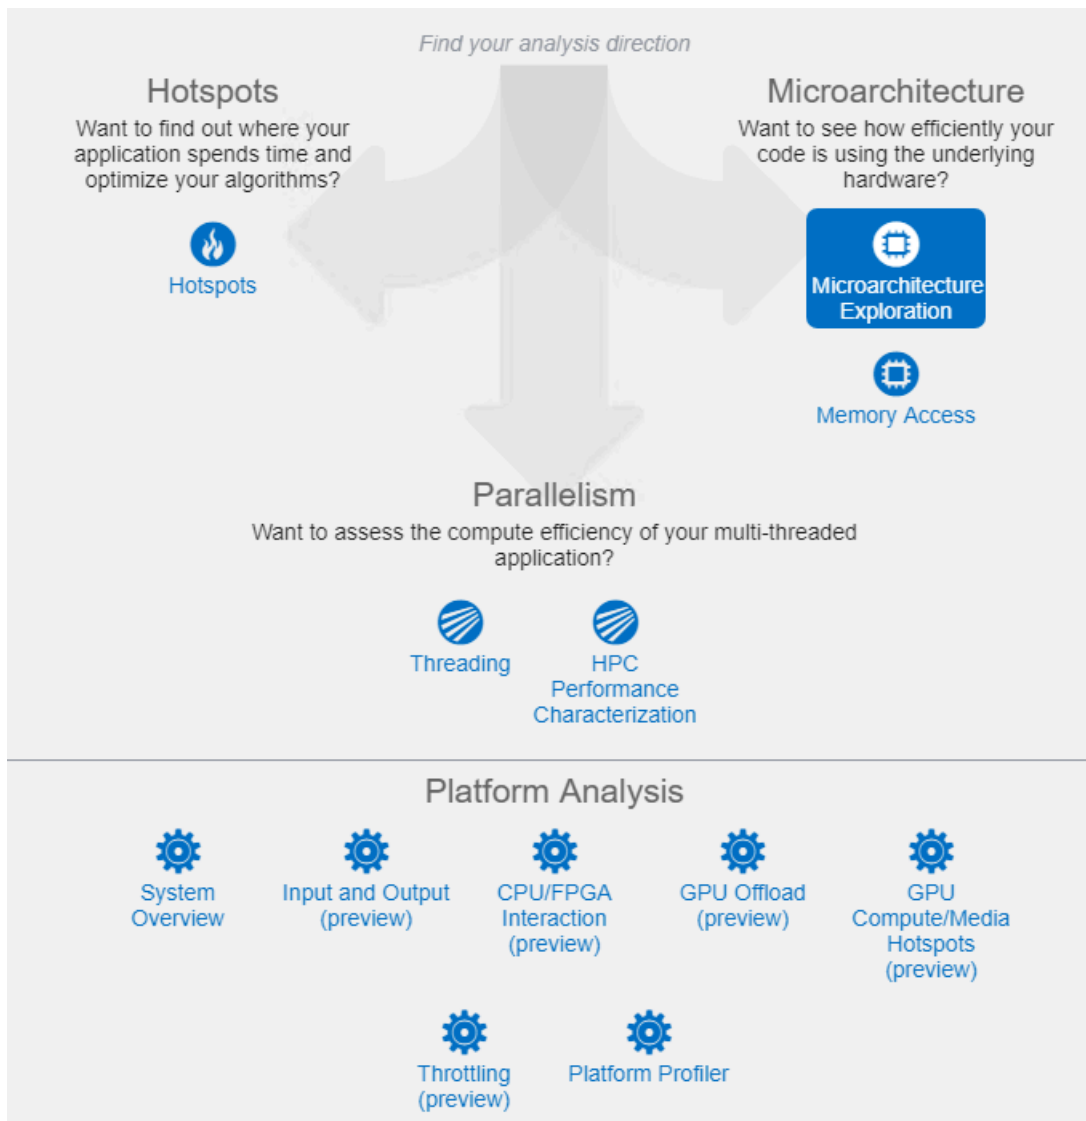 Find your analysis direction
Hotspots
Want to find out where your
application spends time and
optimize your algorithms?
Hotspots
Microarchitecture
Want to see how efficiently your
code is using the underlying
hardware?
Microarchitecture
Exploration
Memory Access
Parallelism
Want to assess the compute efficiency of your multi-threaded
application?
Threading
HPC
Performance
Characterization
Platform Analysis
System
Overview
Input and Output
(preview)
CPU/FPGA
Interaction
(preview)
GPU Offload
(preview)
GPU
Compute/Media
Hotspots
(preview)
Throttling
(preview)
Platform Profiler